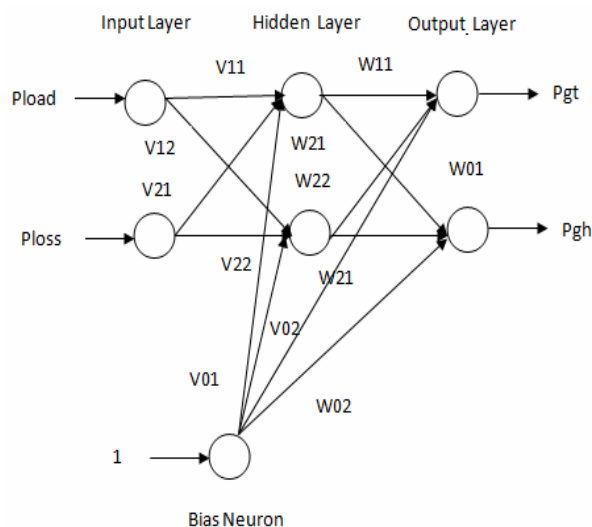 Input Layer Hidden Layer Output Layer
V11 W11
Pload Pgt
V12 W21 W01
V21 W22
Ploss Pgh
V22 W21
V02
V01 W02
1
Bias Neuron